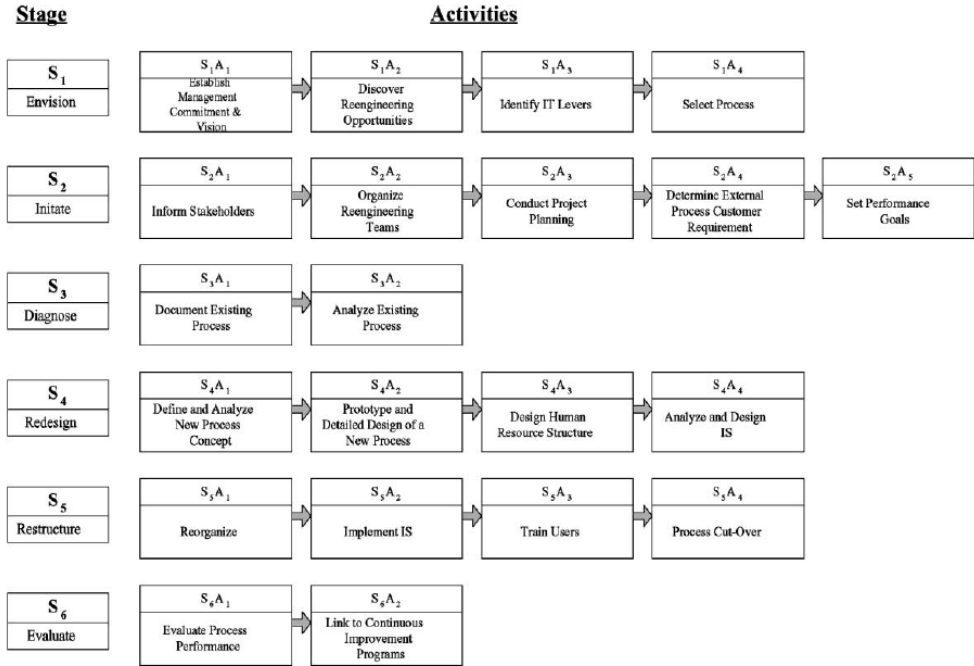 Stage
Activities
S1
Envision
S1A1
Establish
Management
Commitment &
Vision
S1A2
Discover
Reengineering
Opportunities
S1A3
Identify IT Levers
S1A4
Select Process
S2
Initate
S2A1
Inform Stakeholders
S2A2
Organize
Reengineering
Teams
S2A3
Conduct Project
Planning
S2A4
Determine External
Process Customer
Requirement
S2A5
Set Performance
Goals
S3
Diagnose
S3A1
Document Existing
Process
S3A2
Analyze Existing
Process
S4
Redesign
S4A1
Define and Analyze
New Process
Concept
S4A2
Prototype and
Detailed Design of a
New Process
S4A3
Design Human
Resource Structure
S4A4
Analyze and Design
IS
S5
Restructure
S5A1
Reorganize
S5A2
Implement IS
S5A3
Train Users
S5A4
Process Cut-Over
S6
Evaluate
S6A1
Evaluate Process
Performance
S6A2
Link to Continuous
Improvement
Programs